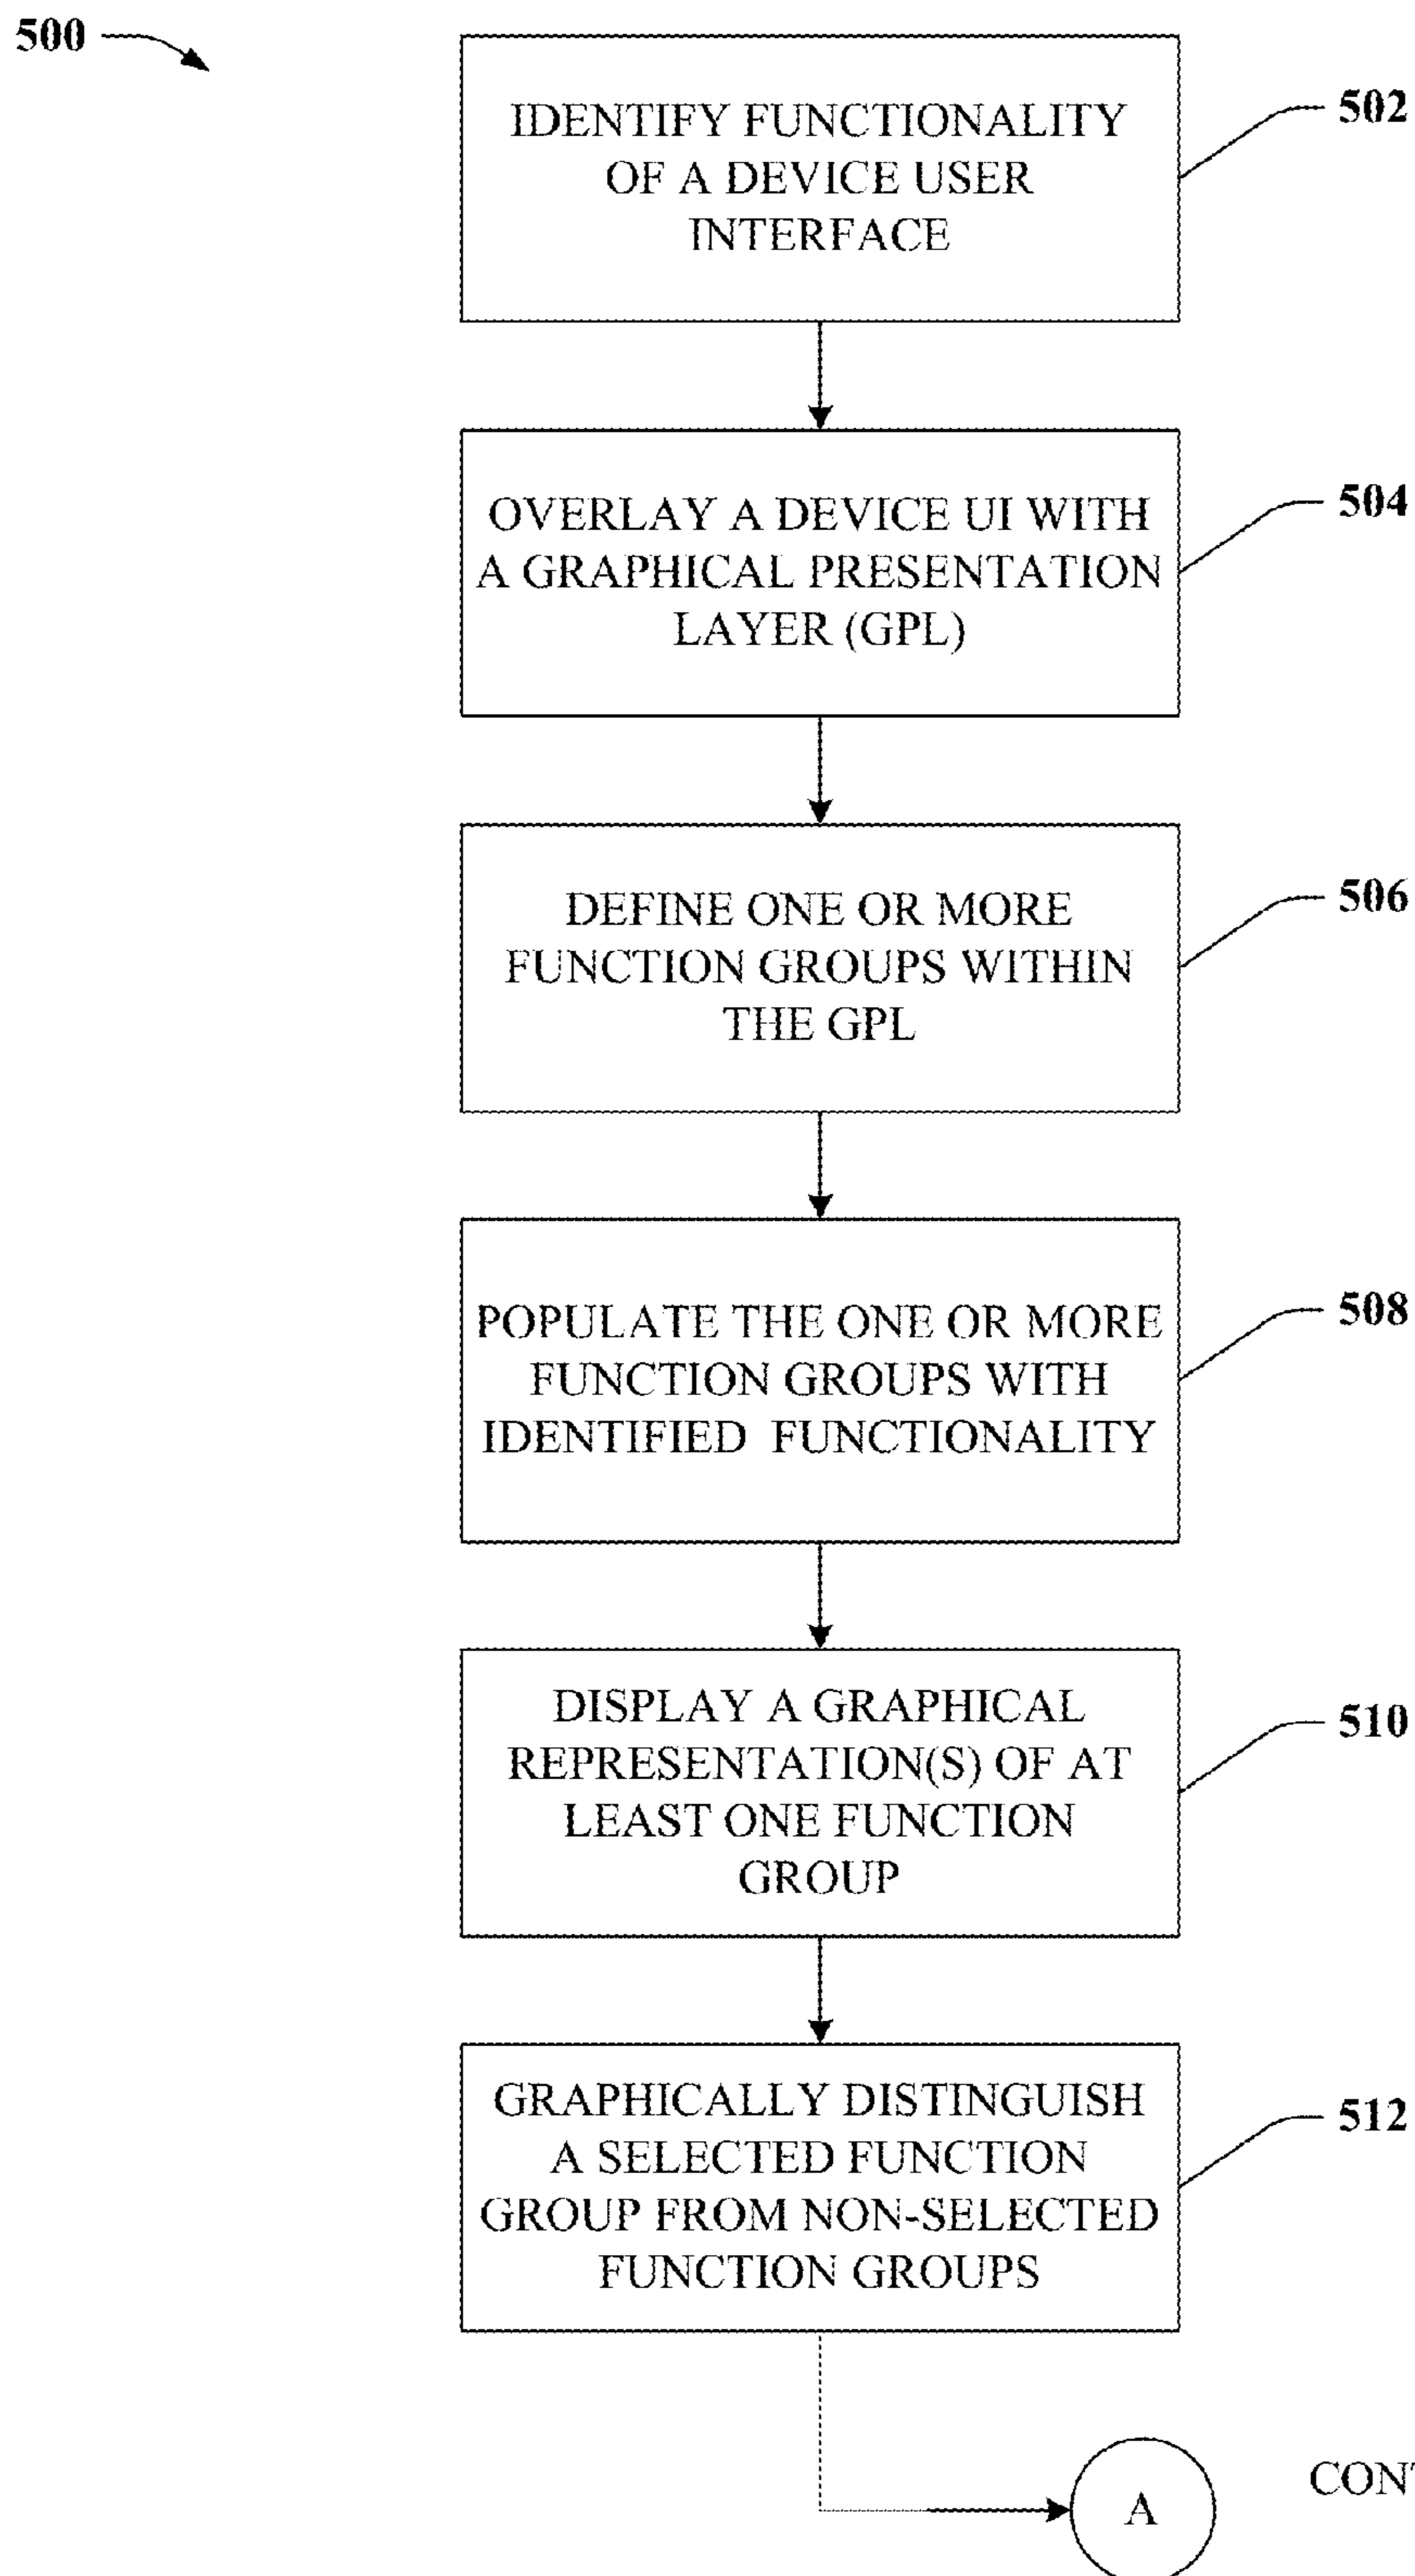 500
IDENTIFY FUNCTIONALITY
OF A DEVICE USER
INTERFACE
502
OVERLAY A DEVICE UI WITH
A GRAPHICAL PRESENTATION
LAYER (GPL)
504
DEFINE ONE OR MORE
FUNCTION GROUPS WITHIN
THE GPL
506
POPULATE THE ONE OR MORE
FUNCTION GROUPS WITH
IDENTIFIED FUNCTIONALITY
508
DISPLAY A GRAPHICAL
REPRESENTATION(S) OF AT
LEAST ONE FUNCTION
GROUP
510
GRAPHICALLY DISTINGUISH
A SELECTED FUNCTION
GROUP FROM NON-SELECTED
FUNCTION GROUPS
512
A